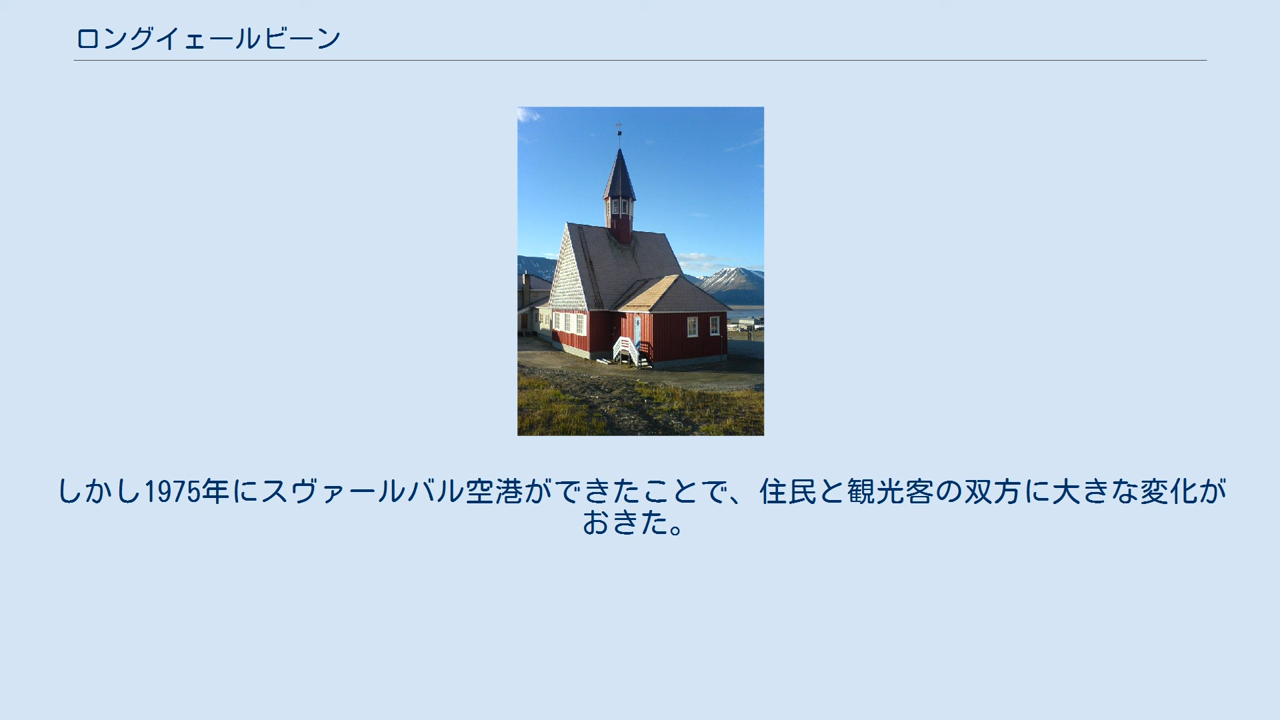 ロングイェールビーン
しかし1975年にスヴァールバル空港ができたことで、住民と観光客の双方に大きな変化が
おきた。